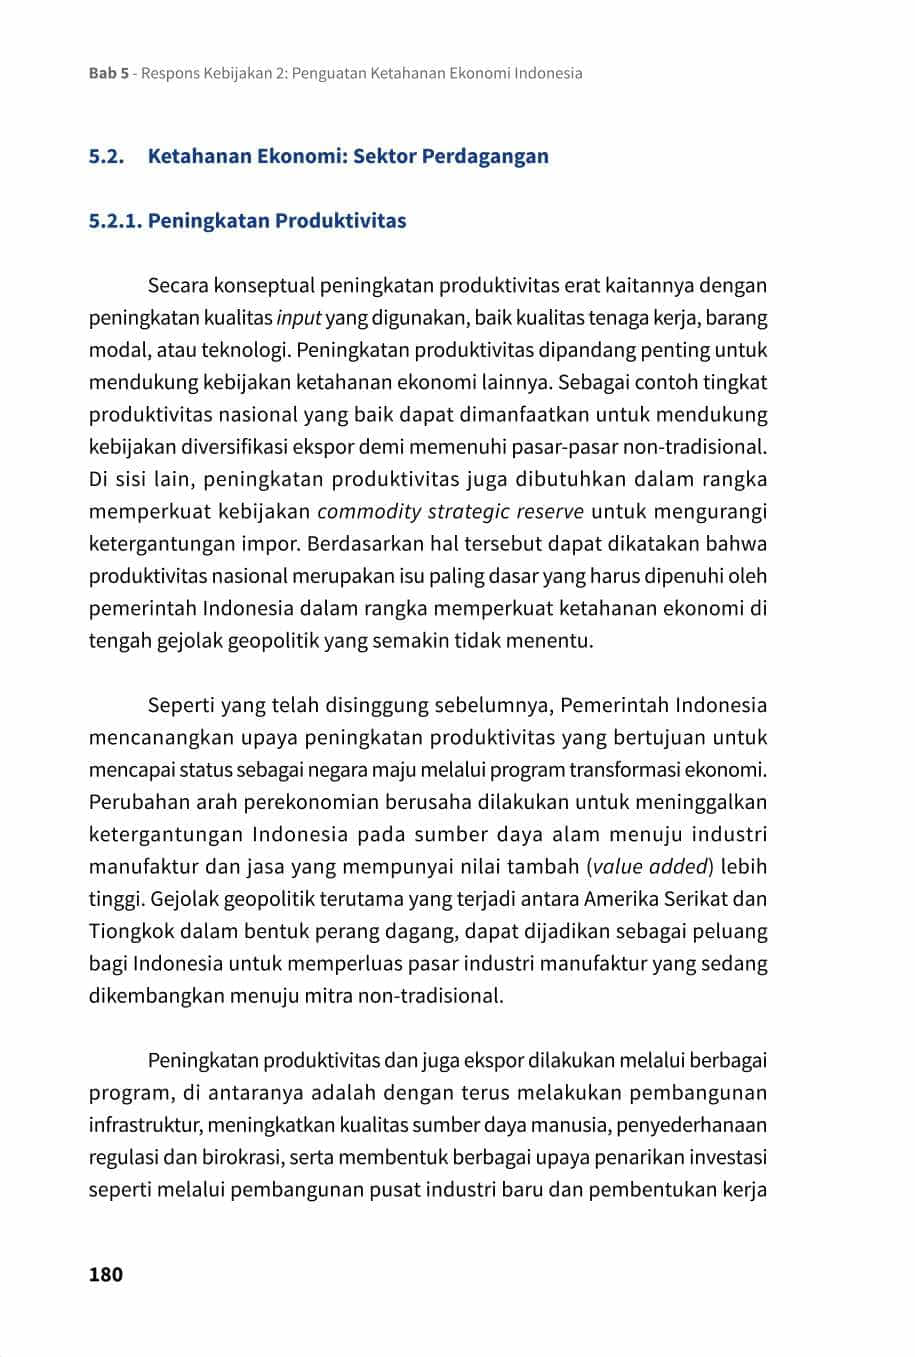 Bab 5 - Respons Kebijakan 2: Penguatan Ketahanan Ekonomi Indonesia
5.2. Ketahanan Ekonomi: Sektor Perdagangan
5.2.1. Peningkatan Produktivitas
Secara konseptual peningkatan produktivitas erat kaitannya dengan
peningkatan kualitas input yang digunakan, baik kualitas tenaga kerja, barang
modal, atau teknologi. Peningkatan produktivitas dipandang penting untuk
mendukung kebijakan ketahanan ekonomi lainnya. Sebagai contoh tingkat
produktivitas nasional yang baik dapat dimanfaatkan untuk mendukung
kebijakan diversifikasi ekspor demi memenuhi pasar-pasar non-tradisional.
Di sisi lain, peningkatan produktivitas juga dibutuhkan dalam rangka
memperkuat kebijakan commodity strategic reserve untuk mengurangi
ketergantungan impor. Berdasarkan hal tersebut dapat dikatakan bahwa
produktivitas nasional merupakan isu paling dasar yang harus dipenuhi oleh
pemerintah Indonesia dalam rangka memperkuat ketahanan ekonomi di
tengah gejolak geopolitik yang semakin tidak menentu.
Seperti yang telah disinggung sebelumnya, Pemerintah Indonesia
mencanangkan upaya peningkatan produktivitas yang bertujuan untuk
mencapai status sebagai negara maju melalui program transformasi ekonomi.
Perubahan arah perekonomian berusaha dilakukan untuk meninggalkan
ketergantungan Indonesia pada sumber daya alam menuju industri
manufaktur dan jasa yang mempunyai nilai tambah (value added) lebih
tinggi. Gejolak geopolitik terutama yang terjadi antara Amerika Serikat dan
Tiongkok dalam bentuk perang dagang, dapat dijadikan sebagai peluang
bagi Indonesia untuk memperluas pasar industri manufaktur yang sedang
dikembangkan menuju mitra non-tradisional.
Peningkatan produktivitas dan juga ekspor dilakukan melalui berbagai
program, di antaranya adalah dengan terus melakukan pembangunan
infrastruktur, meningkatkan kualitas sumber daya manusia, penyederhanaan
regulasi dan birokrasi, serta membentuk berbagai upaya penarikan investasi
seperti melalui pembangunan pusat industri baru dan pembentukan kerja
180